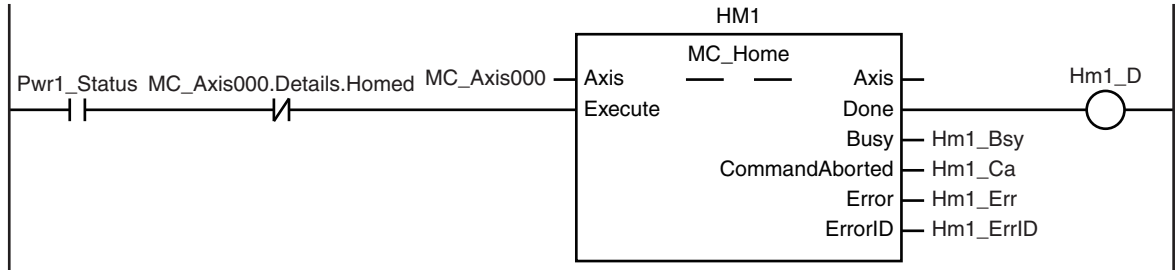 HM1
MC_Home
Pwr1_Status MC_Axis000.Details.Homed MC_Axis000 Axis Axis Hm1_D
Execute Done
Busy Hm1_Bsy
CommandAborted Hm1_Ca
Error Hm1_Err
ErrorID Hm1_ErrID